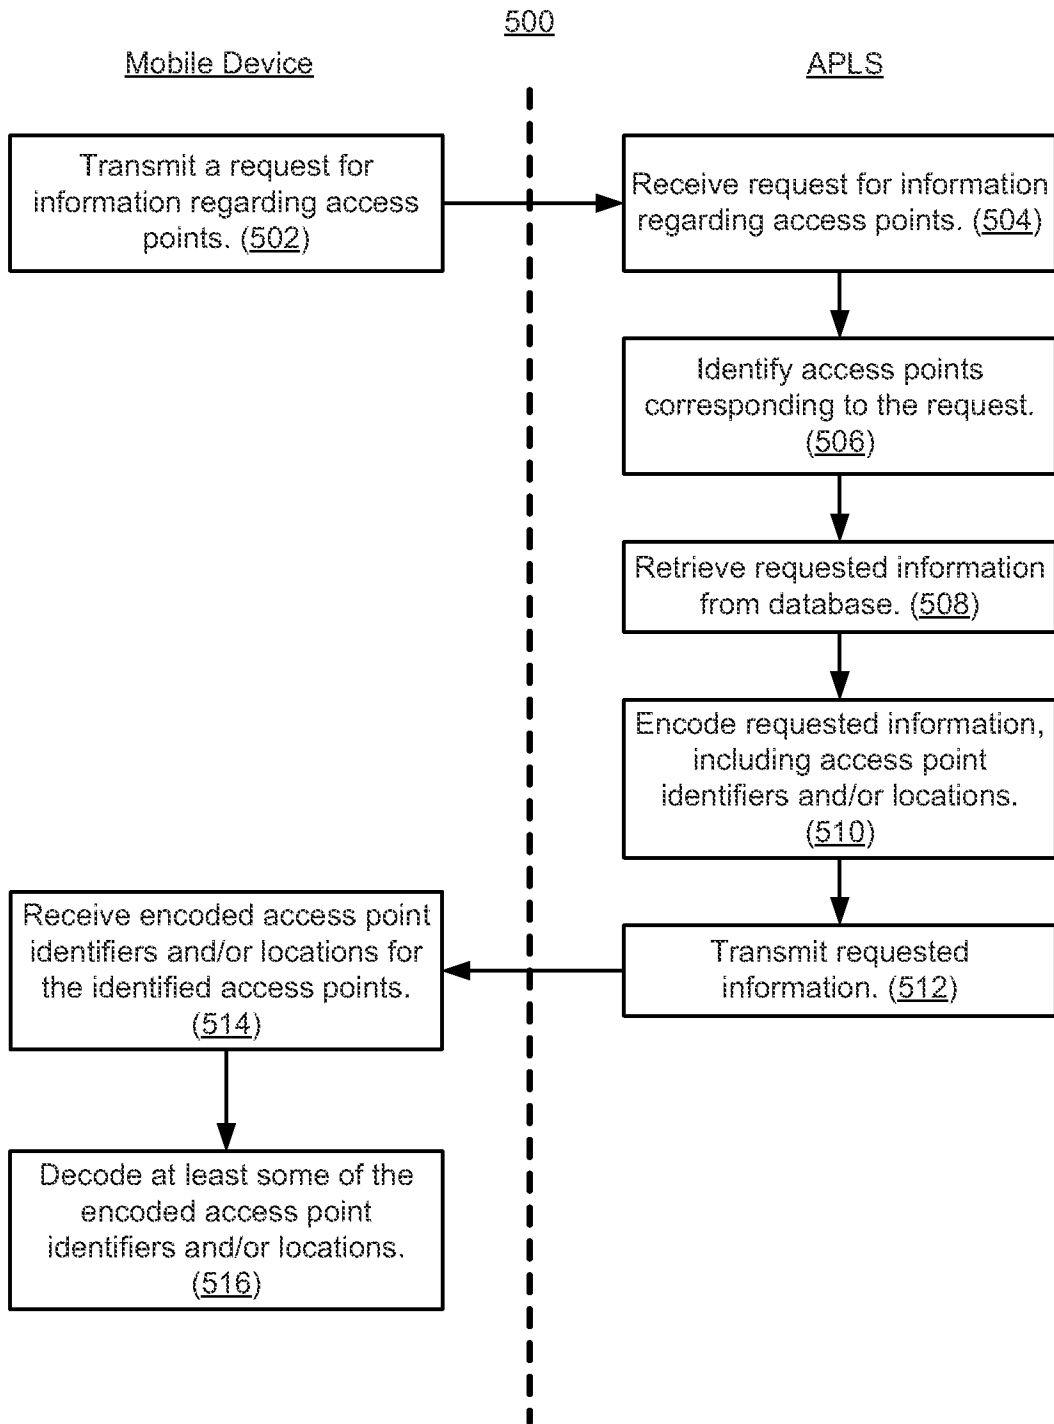 500
Mobile Device
APLS
Transmit a request for
information regarding access
points. (502)
Receive request for information
regarding access points. (504)
Identify access points
corresponding to the request.
(506)
Retrieve requested information
from database. (508)
Encode requested information,
including access point
identifiers and/or locations.
(510)
Transmit requested
information. (512)
Receive encoded access point
identifiers and/or locations for
the identified access points.
(514)
Decode at least some of the
encoded access point
identifiers and/or locations.
(516)